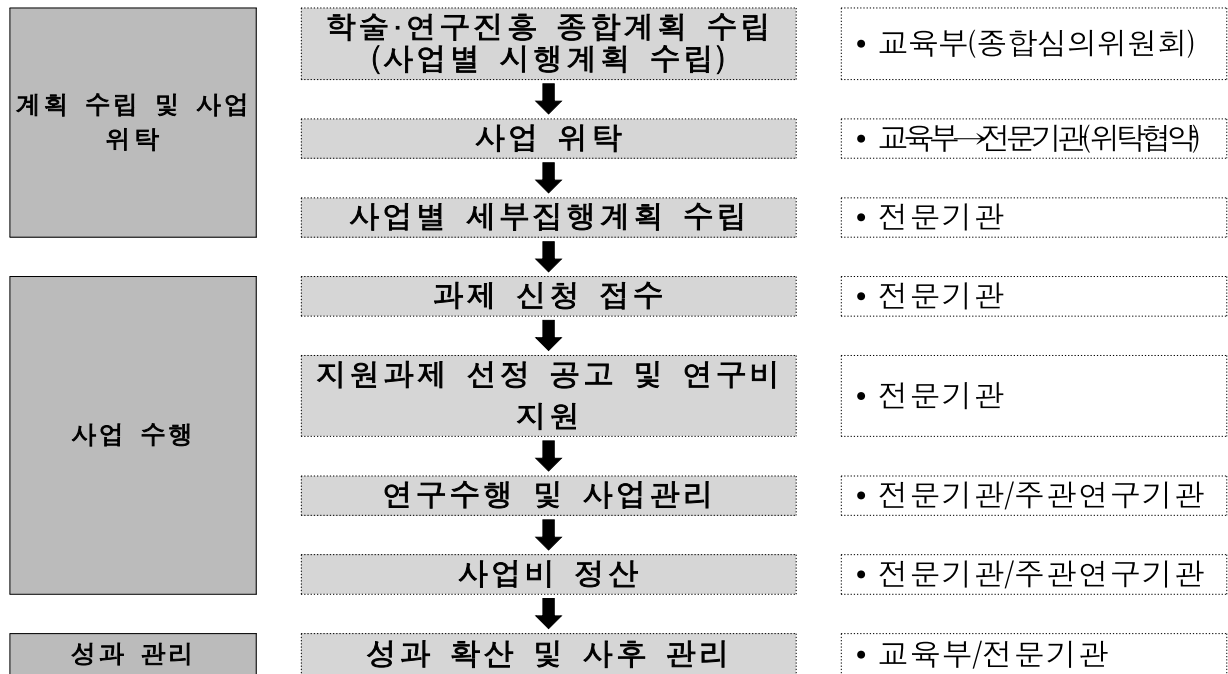 계획 수립 및 사업
위탁
학술·연구진흥 종합계획 수립
(사업별 시행계획 수립)
• 교육부(종합심의위원회)
사업 위탁
• 교육부→전문기관(위탁협약)
사업별 세부집행계획 수립
• 전문기관
사업 수행
과제 신청 접수
• 전문기관
지원과제 선정 공고 및 연구비
지원
• 전문기관
연구수행 및 사업관리
• 전문기관/주관연구기관
사업비 정산
• 전문기관/주관연구기관
성과 관리
성과 확산 및 사후 관리
• 교육부/전문기관